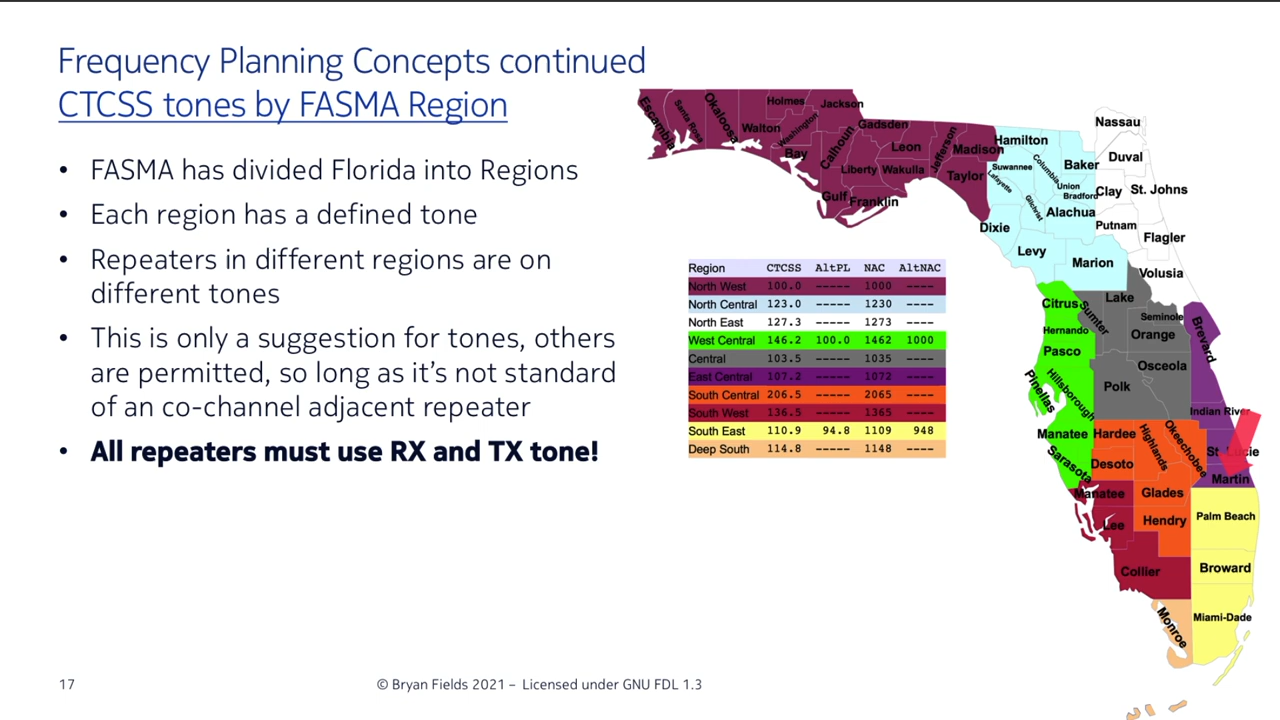 Frequency Planning Concepts continued
CTCSS tones by FASMA Region
• FASMA has divided Florida into Regions
• Each region has a defined tone
• Repeaters in different regions are on
different tones
• This is only a suggestion for tones, others
are permitted, so long as it's not standard
of an co-channel adjacent repeater
• All repeaters must use RX and TX tone!
Region CTCSS AltPL NAC AltNAC
North West 100.0 ----- 1000 ----
North Central 123.0 ----- 1230 ----
North East 127.3 ----- 1273 ----
West Central 146.2 100.0 1462 1000
Central 103.5 ----- 1035 ----
East Central 107.2 ----- 1072 ----
South Central 206.5 ----- 2065 ----
South West 136.5 ----- 1365 ----
South East 110.9 94.8 1109 948
Deep South 114.8 ----- 1148 ----
Escambia
Santa Rosa
Okaloosa
Walton
Holmes
Washington
Bay
Jackson
Calhoun
Gulf
Gadsden
Liberty
Franklin
Leon
Wakulla
Jefferson
Madison
Taylor
Hamilton
Suwannee
Lafayette
Columbia
Baker
Union
Bradford
Gilchrist
Alachua
Dixie
Levy
Marion
Nassau
Duval
Clay
St. Johns
Putnam
Flagler
Volusia
Citrus
Sumter
Lake
Hernando
Seminole
Orange
Pasco
Brevard
Osceola
Pinellas
Hillsborough
Polk
Indian River
Manatee
Hardee
Highlands
Okeechobee
St. Lucie
Sarasota
Desoto
Martin
Manatee
Glades
Lee
Hendry
Palm Beach
Collier
Broward
Monroe
Miami-Dade
17
© Bryan Fields 2021 – Licensed under GNU FDL 1.3